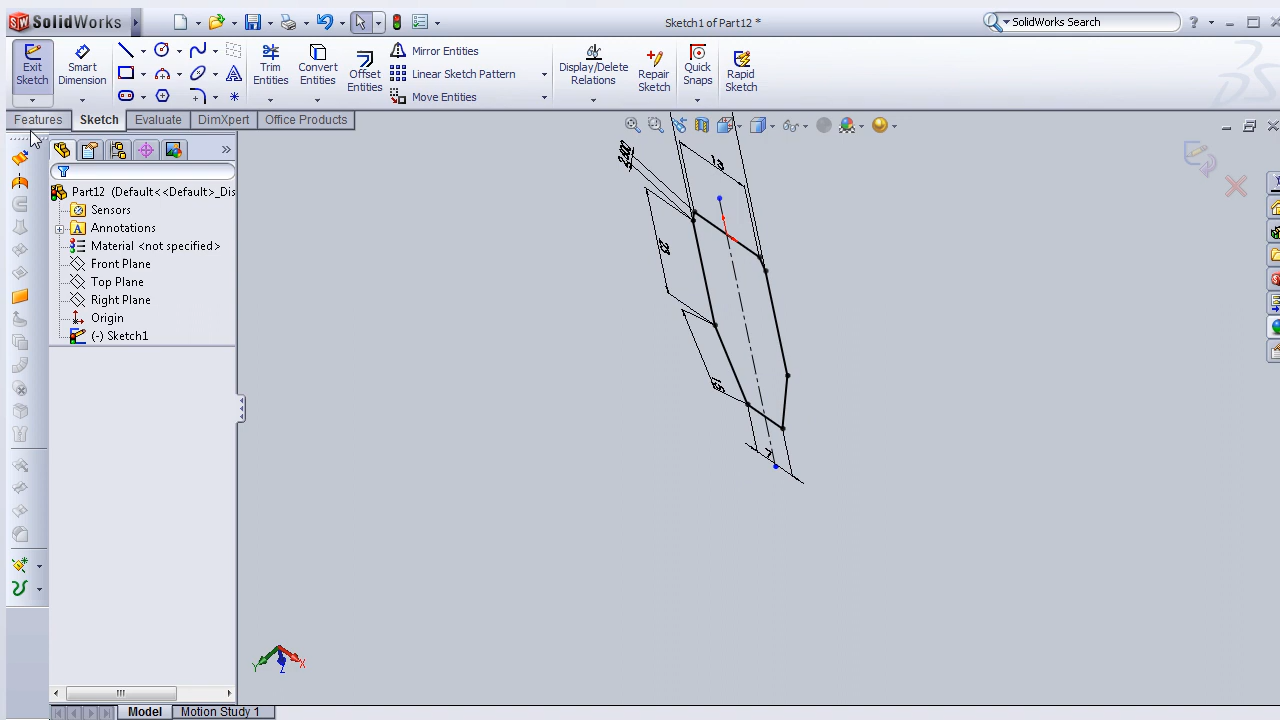 SolidWorks
Sketch1 of Part12 *
SolidWorks Search
?
Exit Sketch
Smart Dimension
Trim Entities
Convert Entities
Offset Entities
Mirror Entities
Linear Sketch Pattern
Move Entities
Display/Delete Relations
Repair Sketch
Quick Snaps
Rapid Sketch
Features
Sketch
Evaluate
DimXpert
Office Products
Part12 (Default<<Default>_Dis
Sensors
Annotations
Material <not specified>
Front Plane
Top Plane
Right Plane
Origin
(-) Sketch1
13
7
Y
X
Z
Model
Motion Study 1